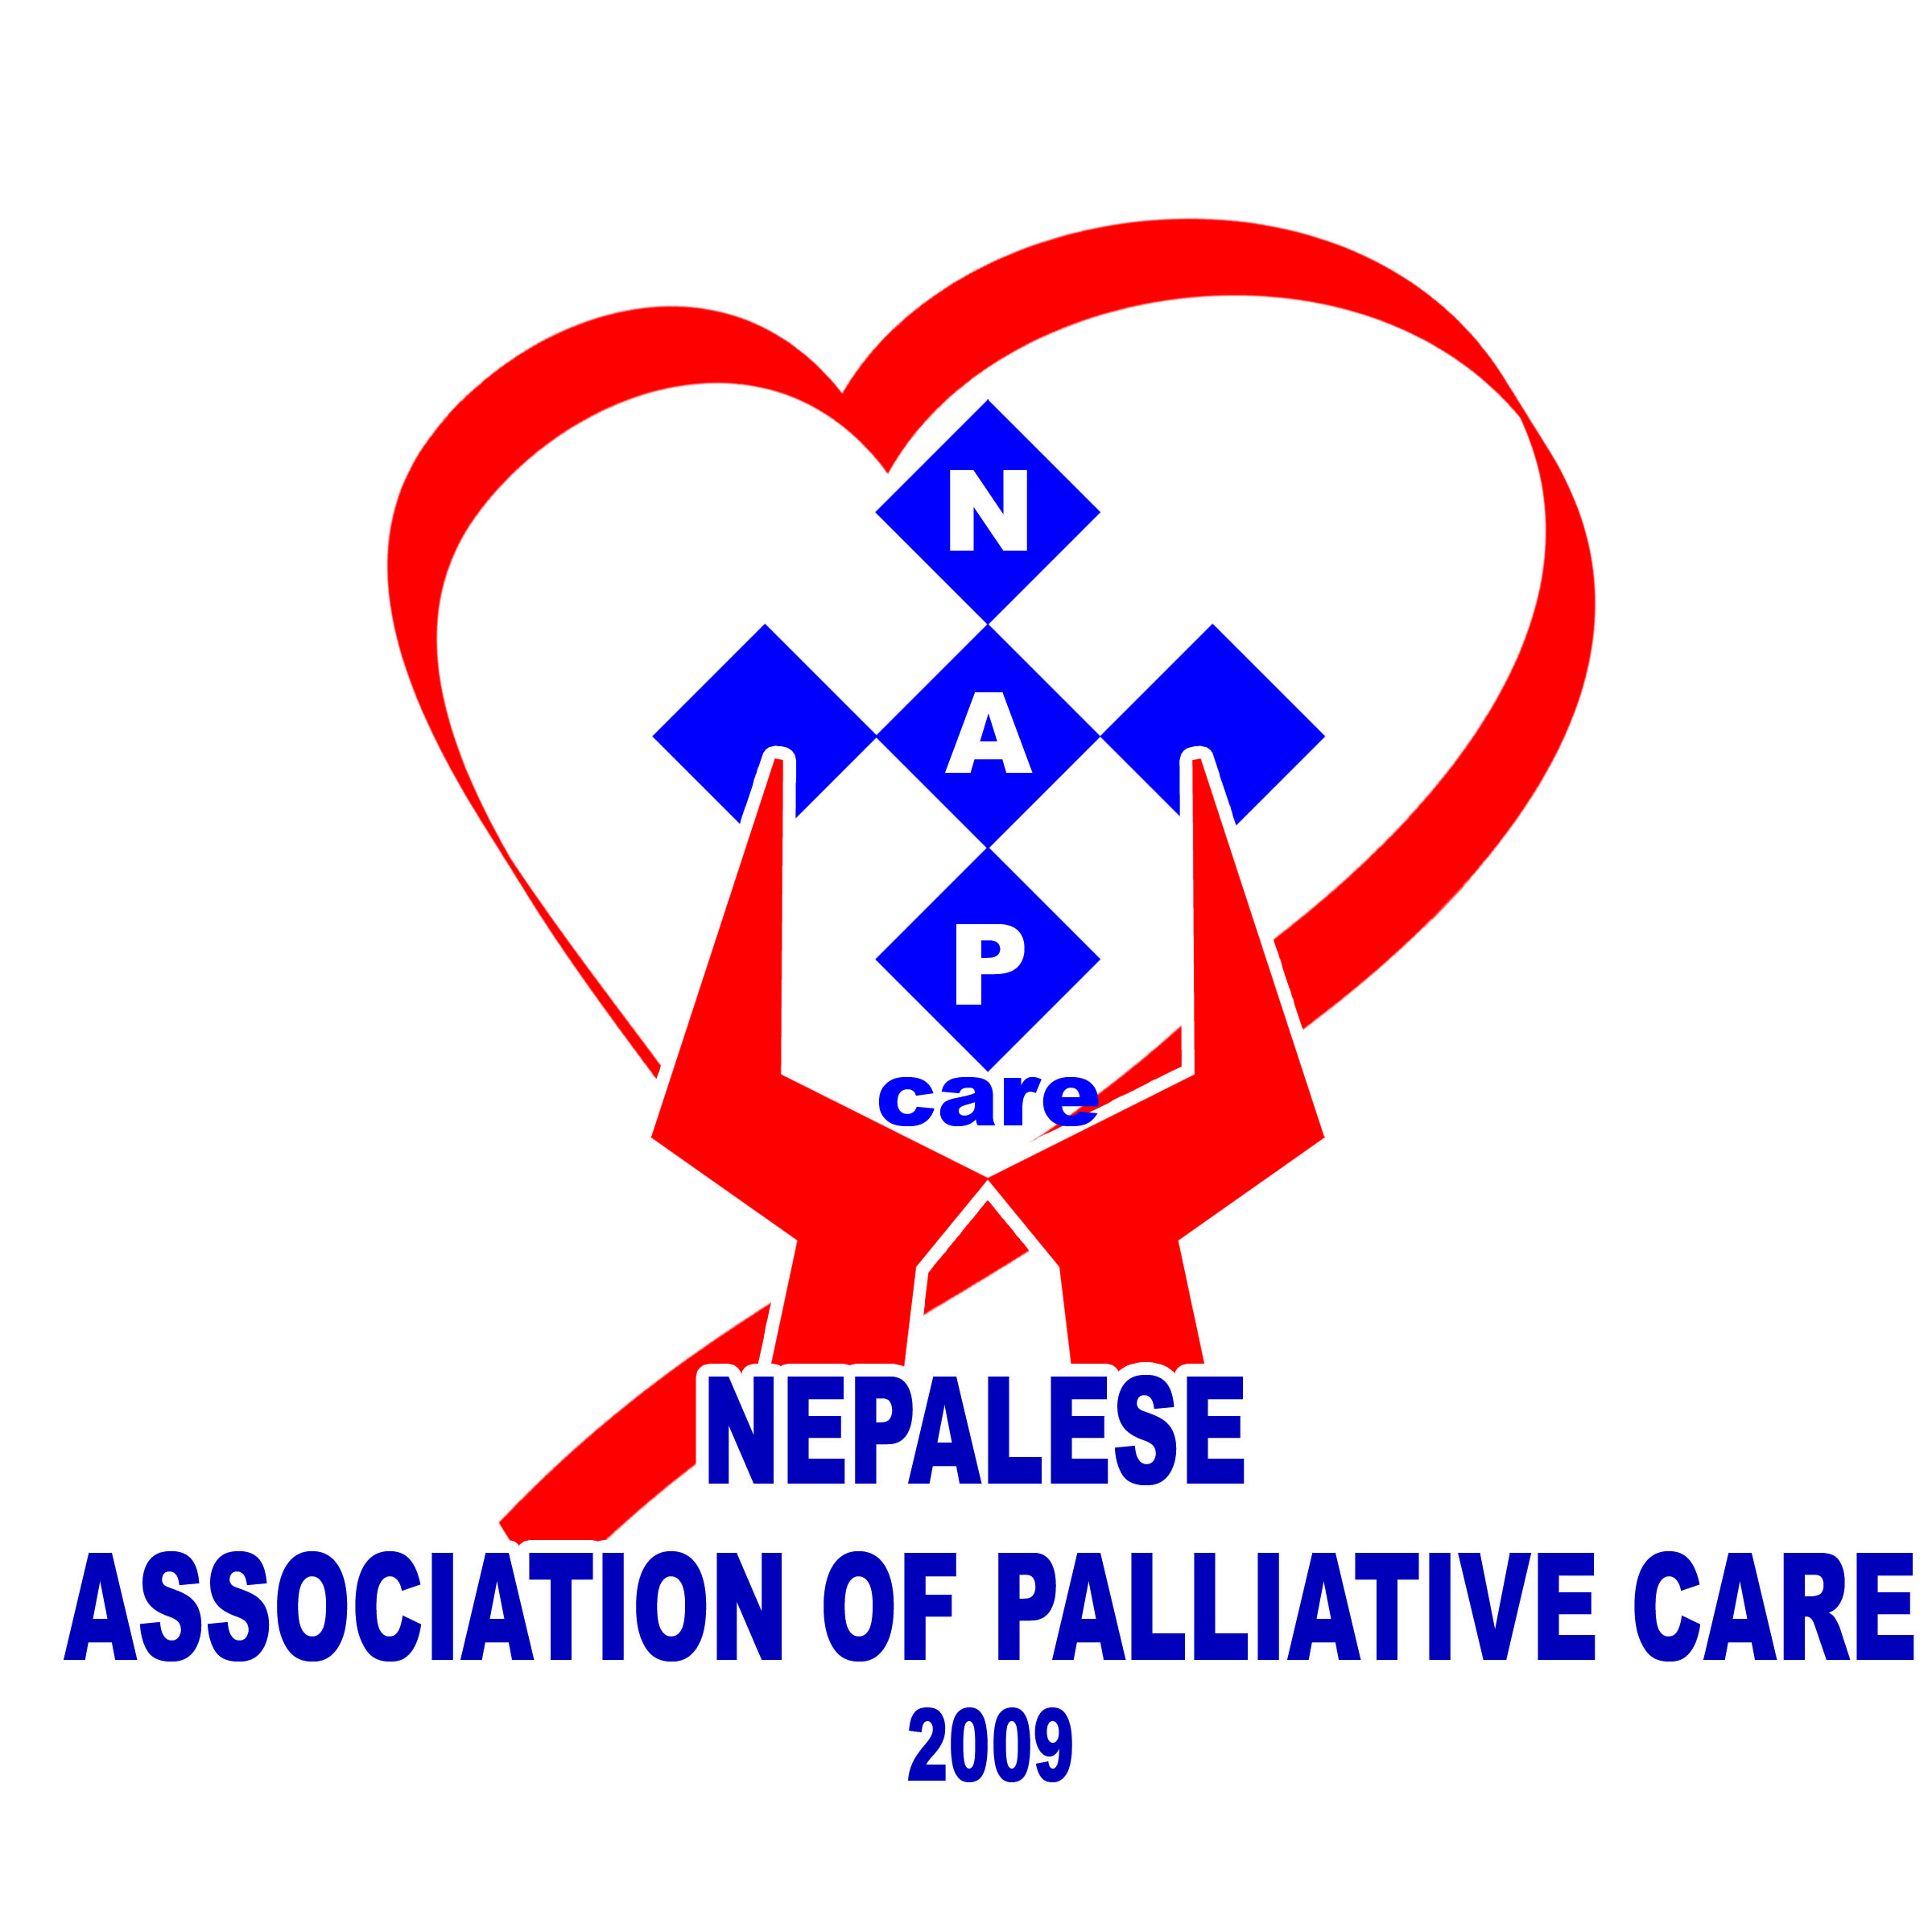 N
A
P
care
NEPALESE
ASSOCIATION OF PALLIATIVE CARE
2009